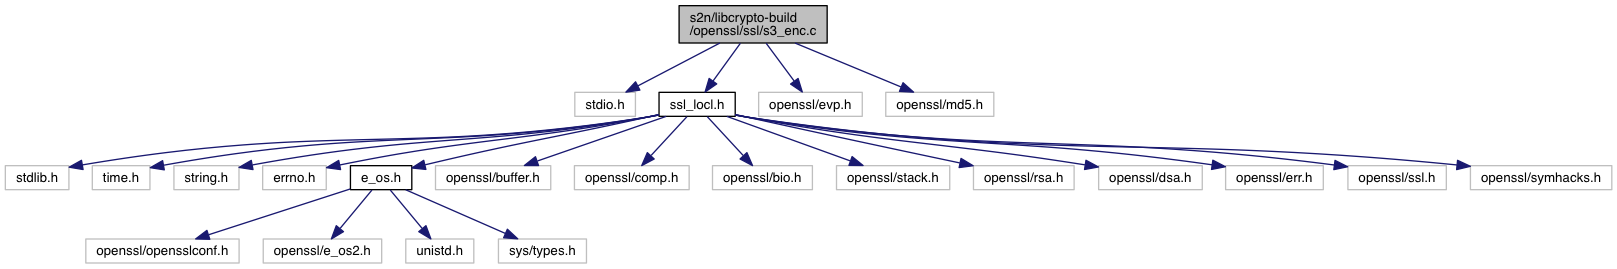 s2n/libcrypto-build
/openssl/ssl/s3_enc.c
stdio.h
ssl_locl.h
openssl/evp.h
openssl/md5.h
stdlib.h
time.h
string.h
errno.h
e_os.h
openssl/buffer.h
openssl/comp.h
openssl/bio.h
openssl/stack.h
openssl/rsa.h
openssl/dsa.h
openssl/err.h
openssl/ssl.h
openssl/symhacks.h
openssl/opensslconf.h
openssl/e_os2.h
unistd.h
sys/types.h